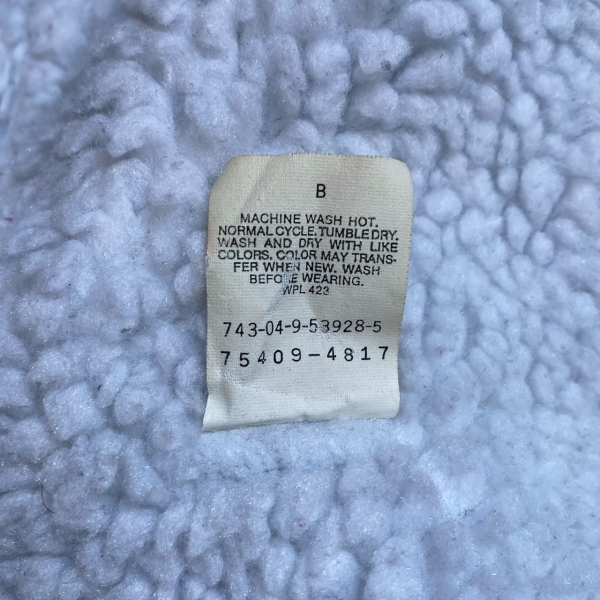 B
MACHINE WASH HOT.
NORMAL CYCLE. TUMBLE DRY.
WASH AND DRY WITH LIKE
COLORS. COLOR MAY TRANS-
FER WHEN NEW. WASH
BEFORE WEARING.
WPL 423
743-04-9-53928-5
75409-4817